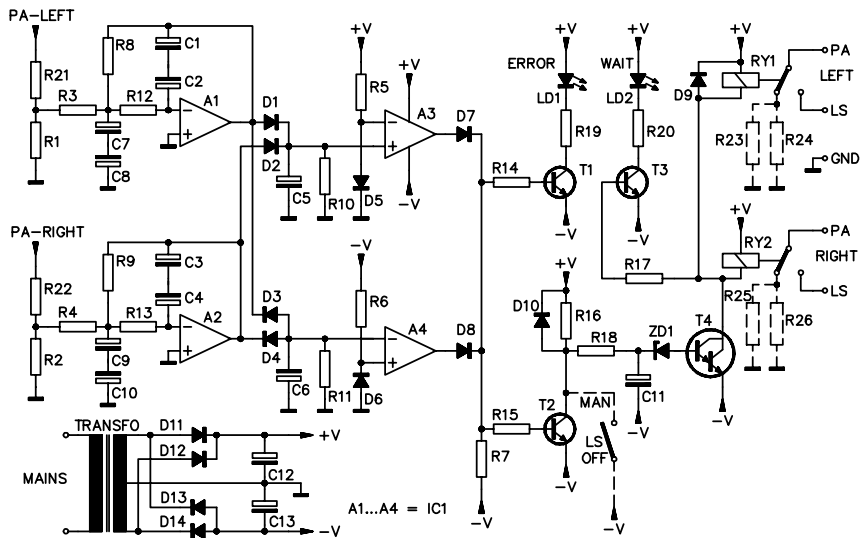 PA-LEFT
R21
R3
R1
R8
R12
C1
C2
C7
C8
A1
D1
D2
C5
R10
+V
R5
D5
A3
+V
-V
D7
R14
ERROR
+V
LD1
R19
T1
-V
WAIT
+V
LD2
R20
T3
-V
+V
D9
RY1
PA
LEFT
LS
R23
R24
GND
PA-RIGHT
R22
R4
R2
R9
R13
C3
C4
C9
C10
A2
D3
D4
C6
R11
-V
R6
D6
A4
D8
R15
R7
-V
+V
D10
R16
R18
T2
-V
MAN
LS
OFF
-V
R17
ZD1
C11
-V
T4
-V
+V
RY2
PA
RIGHT
LS
R25
R26
MAINS
TRANSFO
D11
D12
D13
D14
C12
C13
+V
-V
A1...A4 = IC1